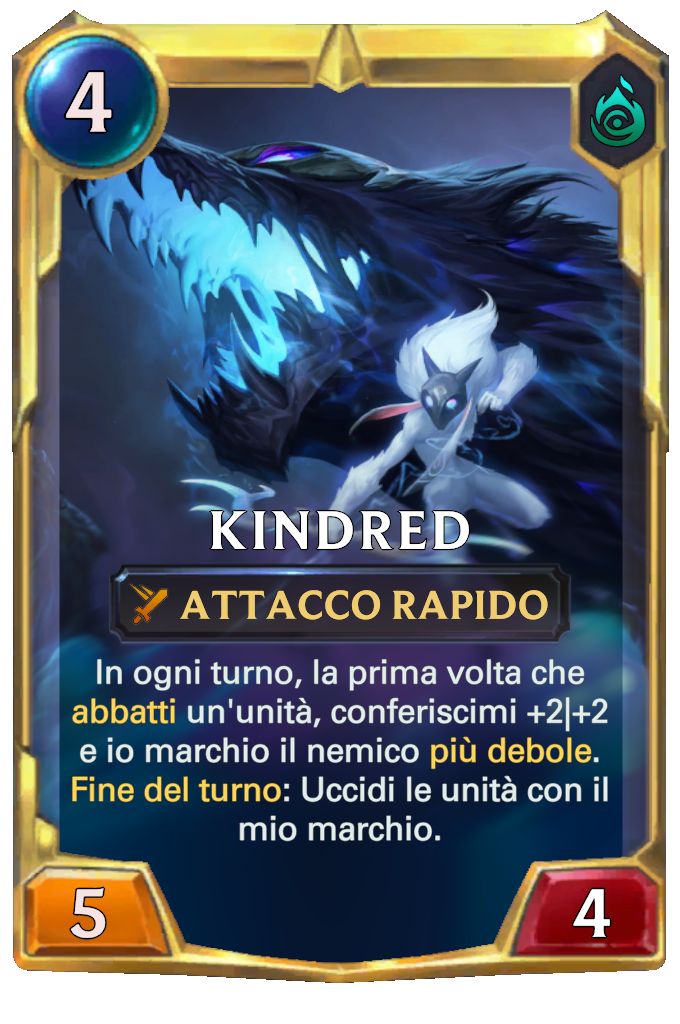 4
KINDRED
ATTACCO RAPIDO
In ogni turno, la prima volta che
abbatti un'unità, conferiscimi +2|+2
e io marchio il nemico più debole.
Fine del turno: Uccidi le unità con il
mio marchio.
5
4